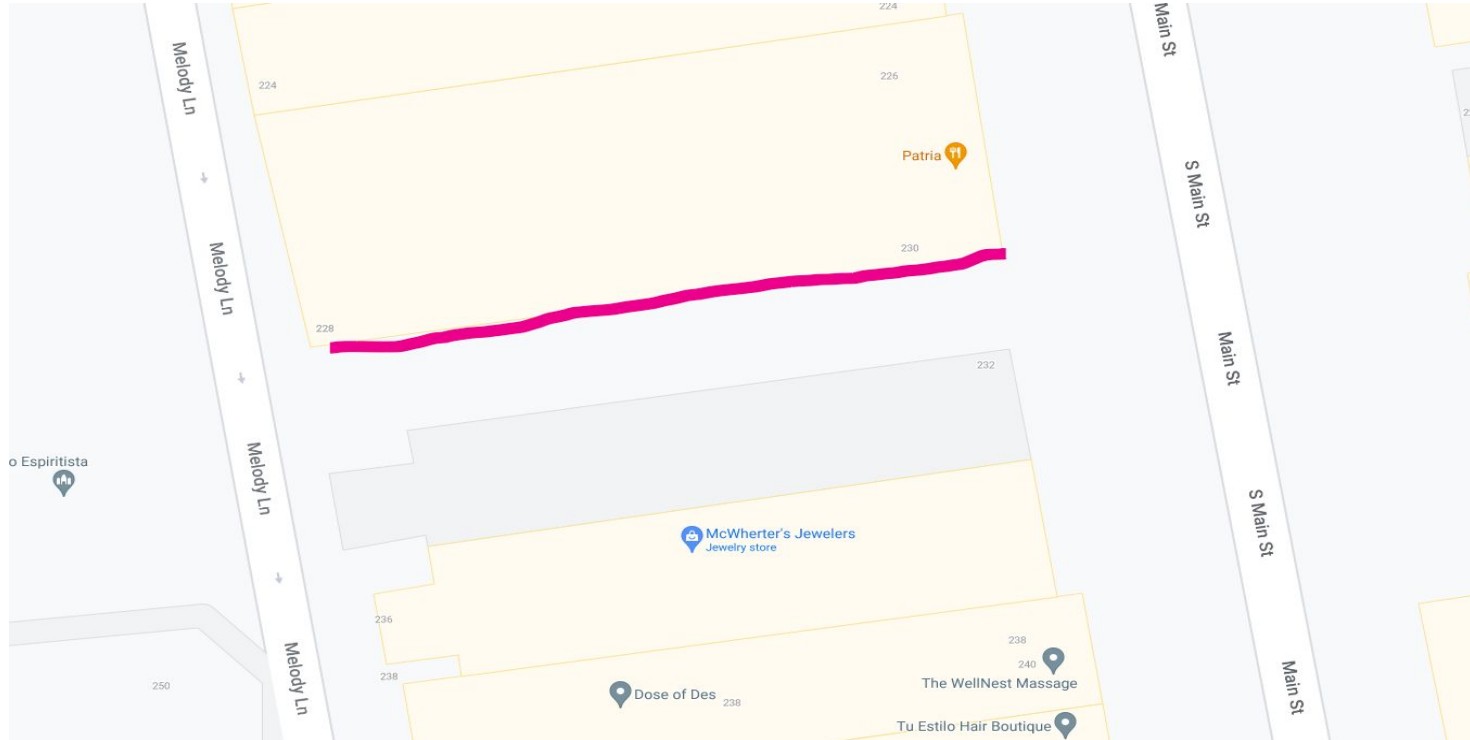 224
Main St
Melody Ln
224
226
2
Patria
S Main St
Melody Ln
230
228
Main St
232
Melody Ln
o Espiritista
S Main St
McWherter's Jewelers
Jewelry store
236
238
240
Melody Ln
238
Main St
250
The WellNest Massage
Dose of Des
238
Tu Estilo Hair Boutique